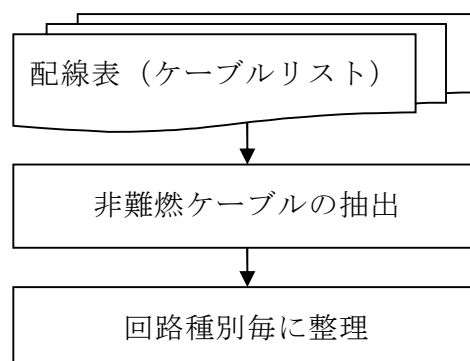 配線表（ケーブルリスト）
非難燃ケーブルの抽出
回路種別毎に整理